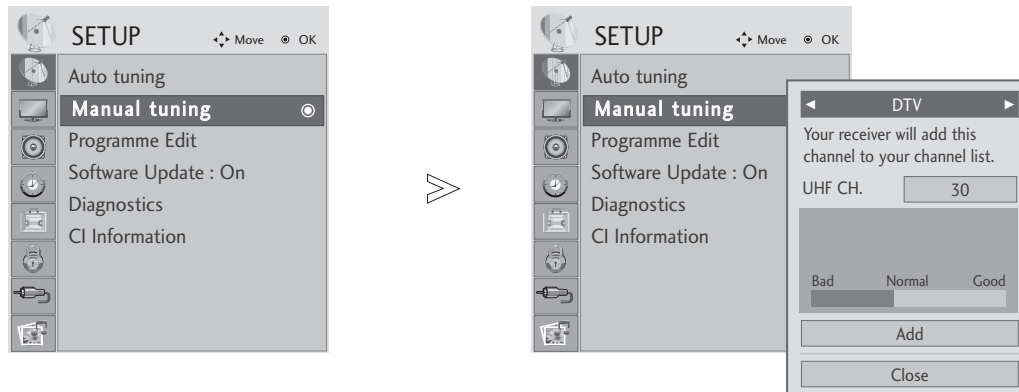 SETUP
Move OK
Auto tuning
Manual tuning
Programme Edit
Software Update : On
Diagnostics
CI Information
SETUP
Move OK
Auto tuning
Manual tuning
Programme Edit
Software Update : On
Diagnostics
CI Information
DTV
Your receiver will add this
channel to your channel list.
UHF CH. 30
Bad Normal Good
Add
Close